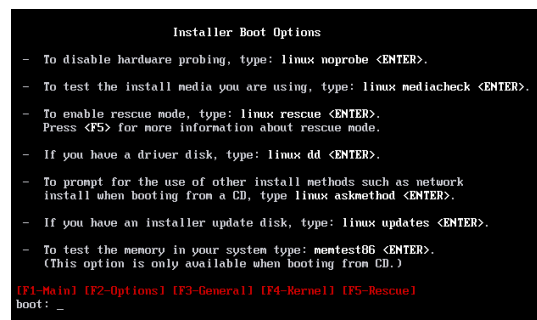 Installer Boot Options
- To disable hardware probing, type: linux noprobe <ENTER>.
- To test the install media you are using, type: linux mediacheck <ENTER>.
- To enable rescue mode, type: linux rescue <ENTER>.
Press <F5> for more information about rescue mode.
- If you have a driver disk, type: linux dd <ENTER>.
- To prompt for the use of other install methods such as network
install when booting from a CD, type linux askmethod <ENTER>.
- If you have an installer update disk, type: linux updates <ENTER>.
- To test the memory in your system type: memtest86 <ENTER>.
(This option is only available when booting from CD.)
[F1-Main] [F2-Options] [F3-General] [F4-Kernel] [F5-Rescue]
boot: _